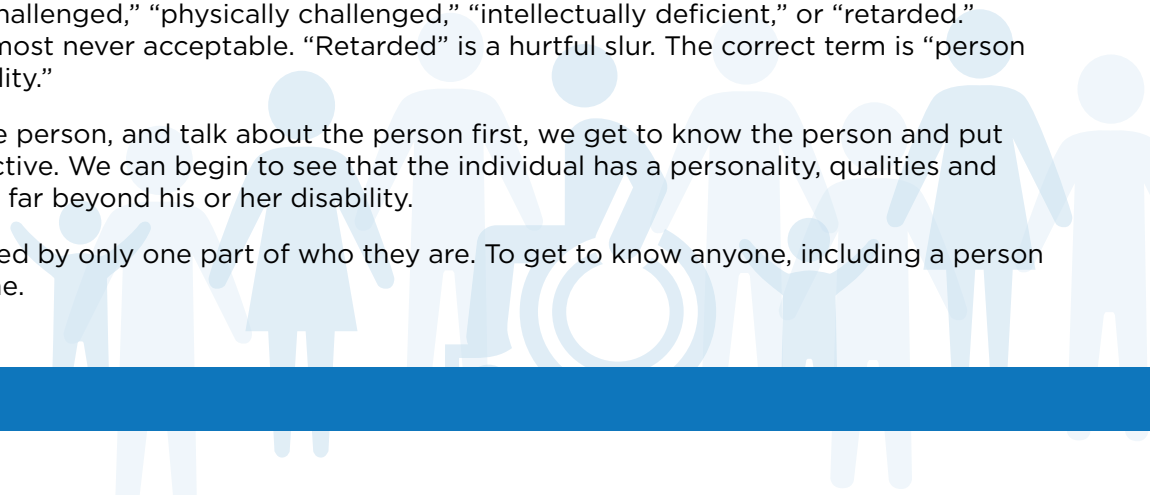 hallenged,” “physically challenged,” “intellectually deficient,” or “retarded.”
most never acceptable. “Retarded” is a hurtful slur. The correct term is “person
lity.”
e person, and talk about the person first, we get to know the person and put
ctive. We can begin to see that the individual has a personality, qualities and
far beyond his or her disability.
ed by only one part of who they are. To get to know anyone, including a person
e.